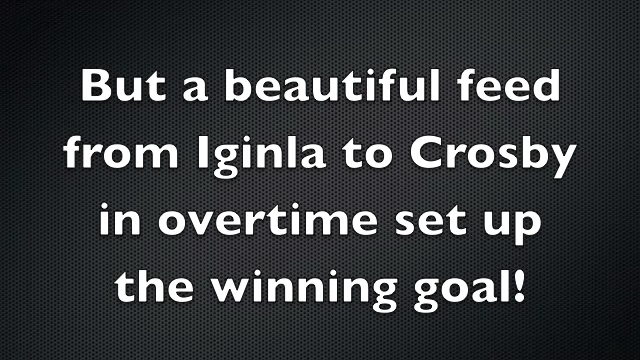 But a beautiful feed
from Iginla to Crosby
in overtime set up
the winning goal!